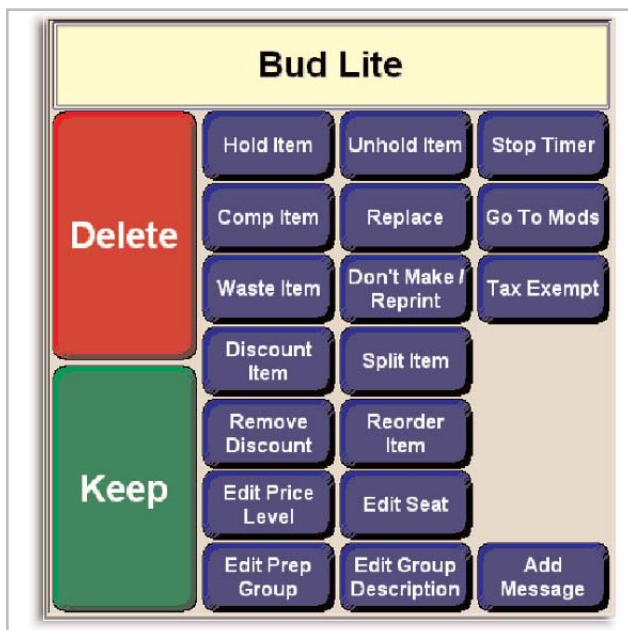 Bud Lite
Delete
Hold Item
Unhold Item
Stop Timer
Comp Item
Replace
Go To Mods
Waste Item
Don't Make /
Reprint
Tax Exempt
Discount
Item
Split Item
Keep
Remove
Discount
Reorder
Item
Edit Price
Level
Edit Seat
Edit Prep
Group
Edit Group
Description
Add
Message